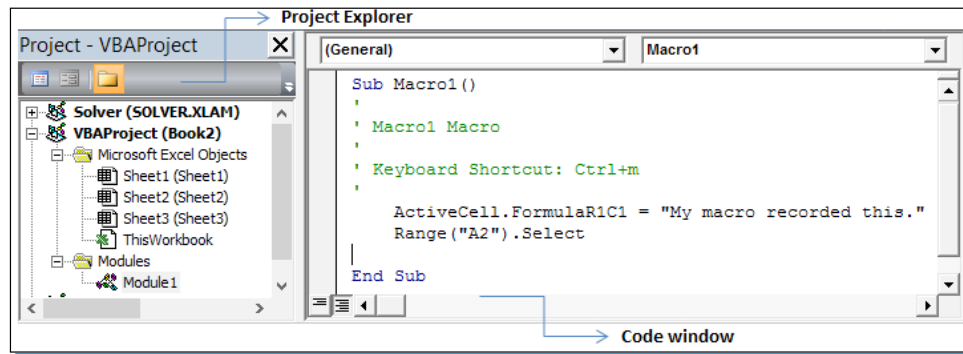 Project Explorer
Project - VBAProject
Solver (SOLVER.XLAM)
VBAProject (Book2)
Microsoft Excel Objects
Sheet1 (Sheet1)
Sheet2 (Sheet2)
Sheet3 (Sheet3)
ThisWorkbook
Modules
Module1
(General)
Macro1
Sub Macro1()
'
' Macro1 Macro
'
' Keyboard Shortcut: Ctrl+m
'
ActiveCell.FormulaR1C1 = "My macro recorded this."
Range("A2").Select
End Sub
Code window